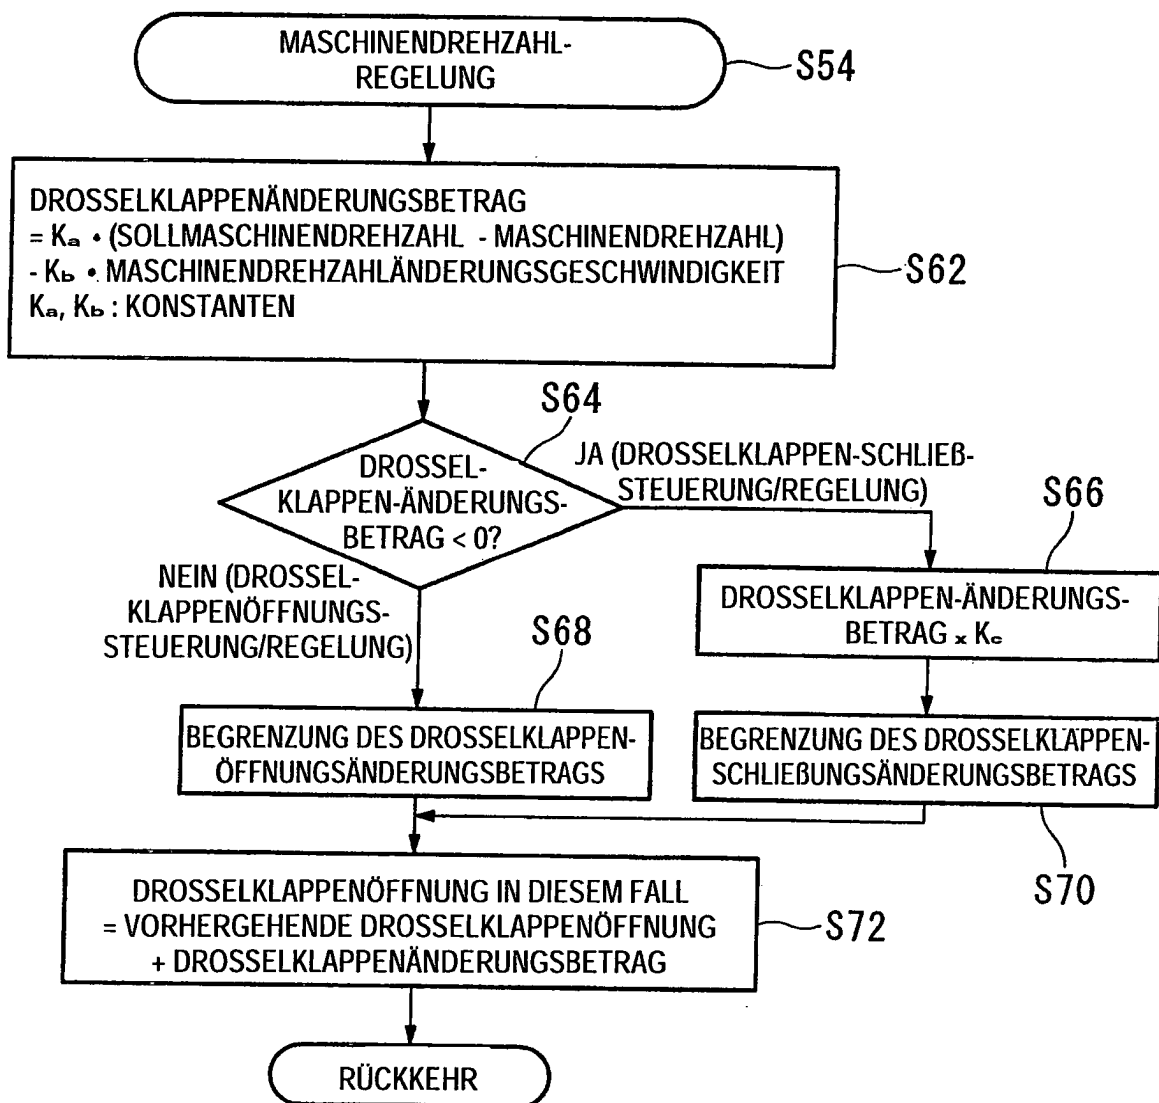 MASCHINENDREHZAHL-
REGELUNG
S54
DROSSELKLAPPENÄNDERUNGSBETRAG
= Ka • (SOLLMASCHINENDREHZAHL - MASCHINENDREHZAHL)
- Kb • MASCHINENDREHZAHLÄNDERUNGSGESCHWINDIGKEIT
Ka, Kb : KONSTANTEN
S62
S64
DROSSEL-
KLAPPEN-ÄNDERUNGS-
BETRAG < 0?
JA (DROSSELKLAPPEN-SCHLIEß-
STEUERUNG/REGELUNG)
S66
NEIN (DROSSEL-
KLAPPENÖFFNUNGS-
STEUERUNG/REGELUNG)
DROSSELKLAPPEN-ÄNDERUNGS-
BETRAG x Kc
S68
BEGRENZUNG DES DROSSELKLAPPEN-
ÖFFNUNGSÄNDERUNGSBETRAGS
BEGRENZUNG DES DROSSELKLAPPEN-
SCHLIEßUNGSÄNDERUNGSBETRAGS
S70
DROSSELKLAPPENÖFFNUNG IN DIESEM FALL
= VORHERGEHENDE DROSSELKLAPPENÖFFNUNG
+ DROSSELKLAPPENÄNDERUNGSBETRAG
S72
RÜCKKEHR